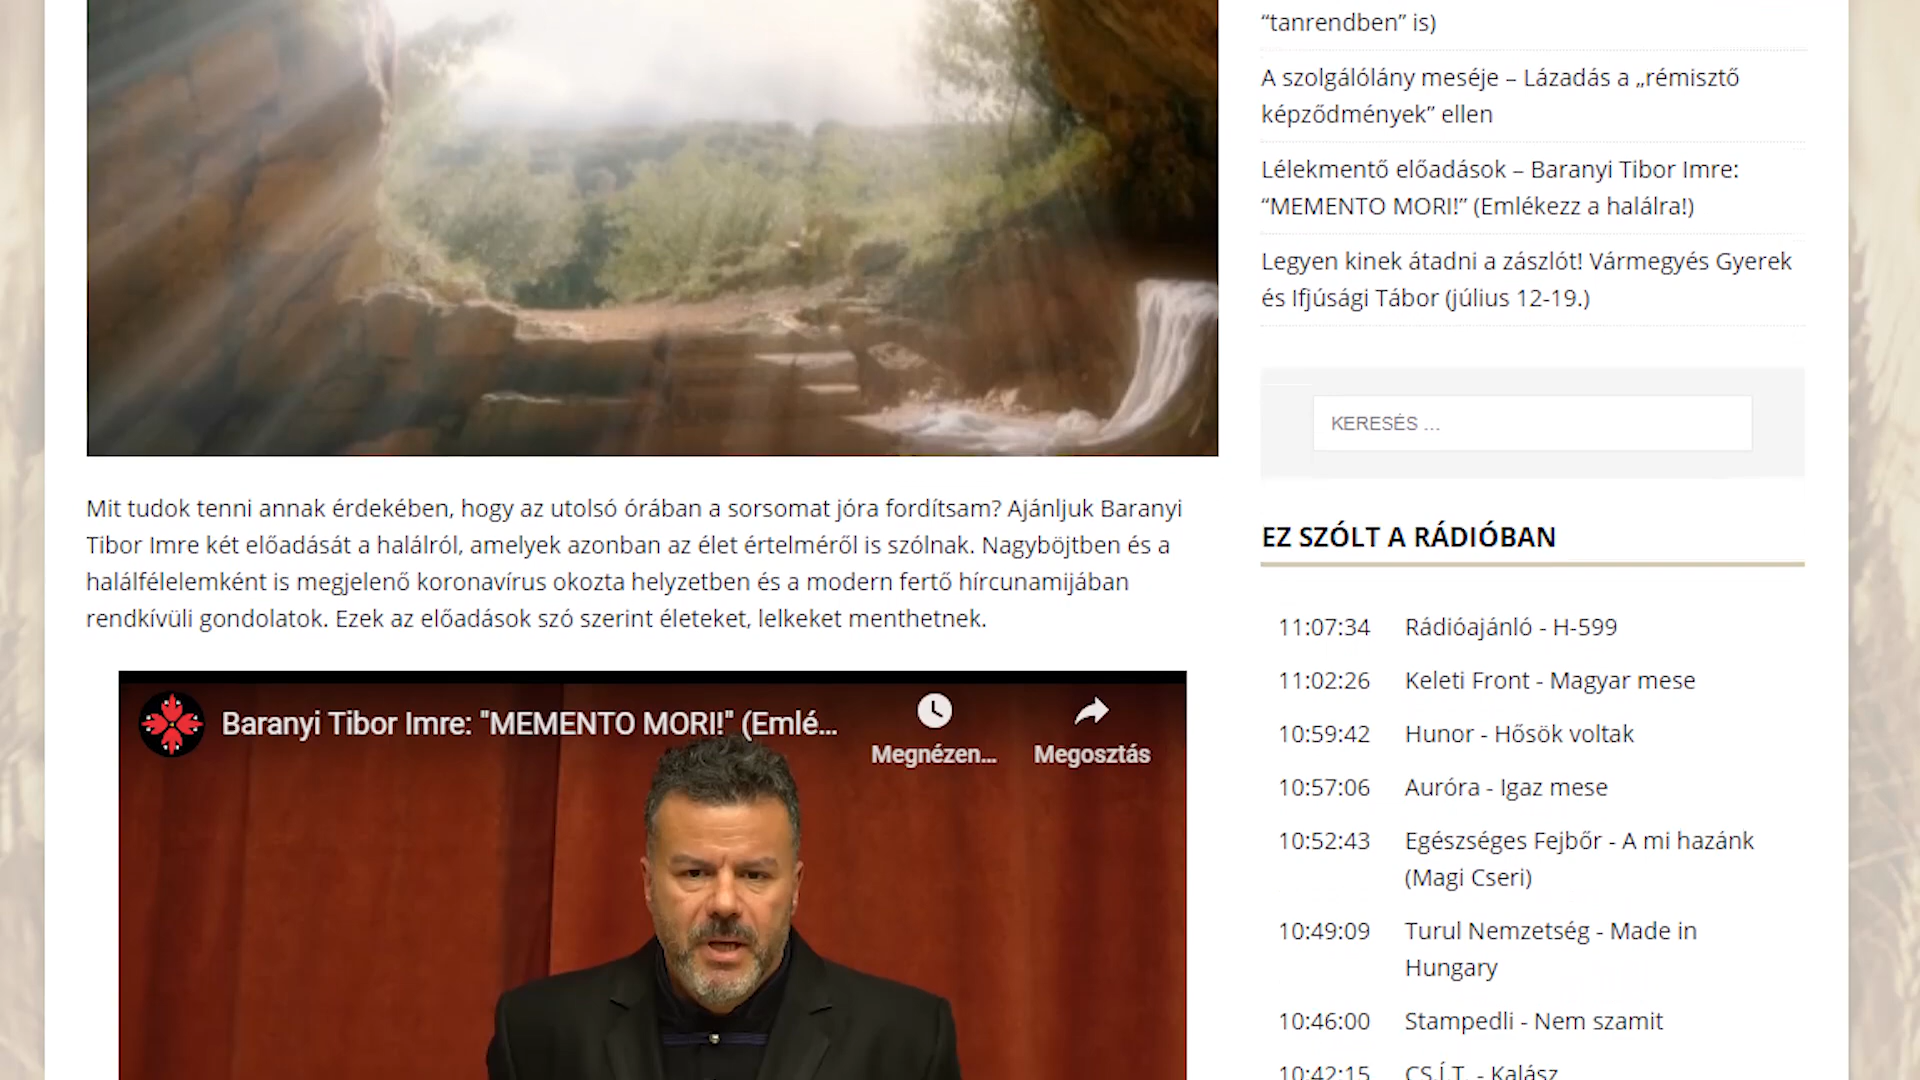 “tanrendben” is)
A szolgálólány meséje – Lázadás a „rémisztő
képződmények” ellen
Lélekmentő előadások – Baranyi Tibor Imre:
“MEMENTO MORI!” (Emlékezz a halálra!)
Legyen kinek átadni a zászlót! Vármegyés Gyerek
és Ifjúsági Tábor (július 12-19.)
KERESÉS ...
Mit tudok tenni annak érdekében, hogy az utolsó órában a sorsomat jóra fordítsam? Ajánljuk Baranyi
Tibor Imre két előadását a halálról, amelyek azonban az élet értelméről is szólnak. Nagyböjtben és a
halálfélelemként is megjelenő koronavírus okozta helyzetben és a modern fertő hírcunamijában
rendkívüli gondolatok. Ezek az előadások szó szerint életeket, lelkeket menthetnek.
Baranyi Tibor Imre: "MEMENTO MORI!" (Emlé...
Megnézen...
Megosztás
EZ SZÓLT A RÁDIÓBAN
11:07:34 Rádióajánló - H-599
11:02:26 Keleti Front - Magyar mese
10:59:42 Hunor - Hősök voltak
10:57:06 Auróra - Igaz mese
10:52:43 Egészséges Fejbőr - A mi hazánk
(Magi Cseri)
10:49:09 Turul Nemzetség - Made in
Hungary
10:46:00 Stampedli - Nem szamit
10:42:15 CS.Í.T. - Kalász